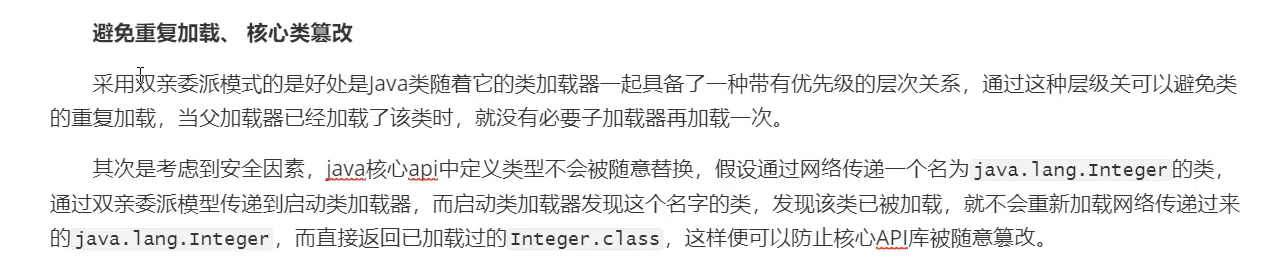 避免重复加载、 核心类篡改
采用双亲委派模式的是好处是Java类随着它的类加载器一起具备了一种带有优先级的层次关系，通过这种层级关可以避免类
的重复加载，当父加载器已经加载了该类时，就没有必要子加载器再加载一次。
其次是考虑到安全因素，java核心api中定义类型不会被随意替换，假设通过网络传递一个名为java.lang.Integer的类，
通过双亲委派模型传递到启动类加载器，而启动类加载器发现这个名字的类，发现该类已被加载，就不会重新加载网络传递过来
的java.lang.Integer，而直接返回已加载过的Integer.class，这样便可以防止核心API库被随意篡改。